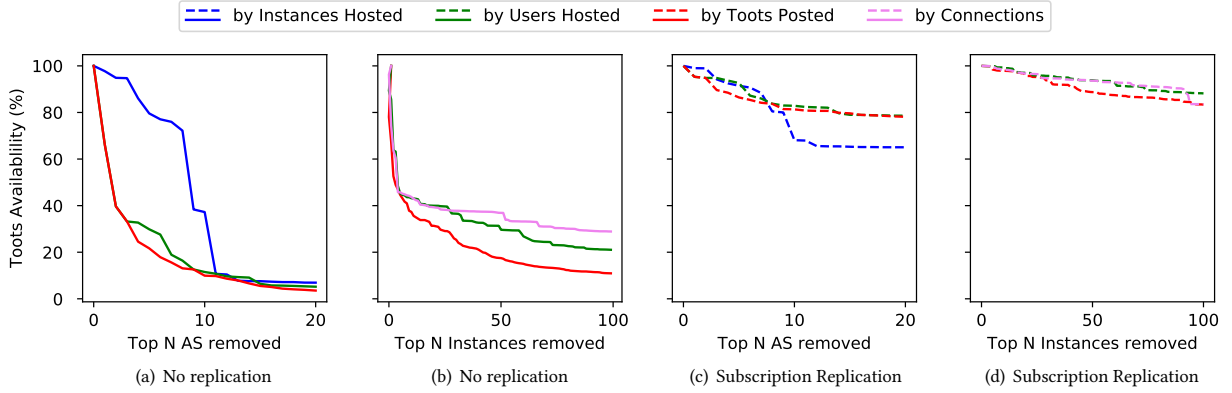 by Instances Hosted by Users Hosted by Toots Posted by Connections
Toots Availablility (%)
100
80
60
40
20
0
0 10 20
Top N AS removed
(a) No replication
0 50 100
Top N Instances removed
(b) No replication
0 10 20
Top N AS removed
(c) Subscription Replication
0 50 100
Top N Instances removed
(d) Subscription Replication